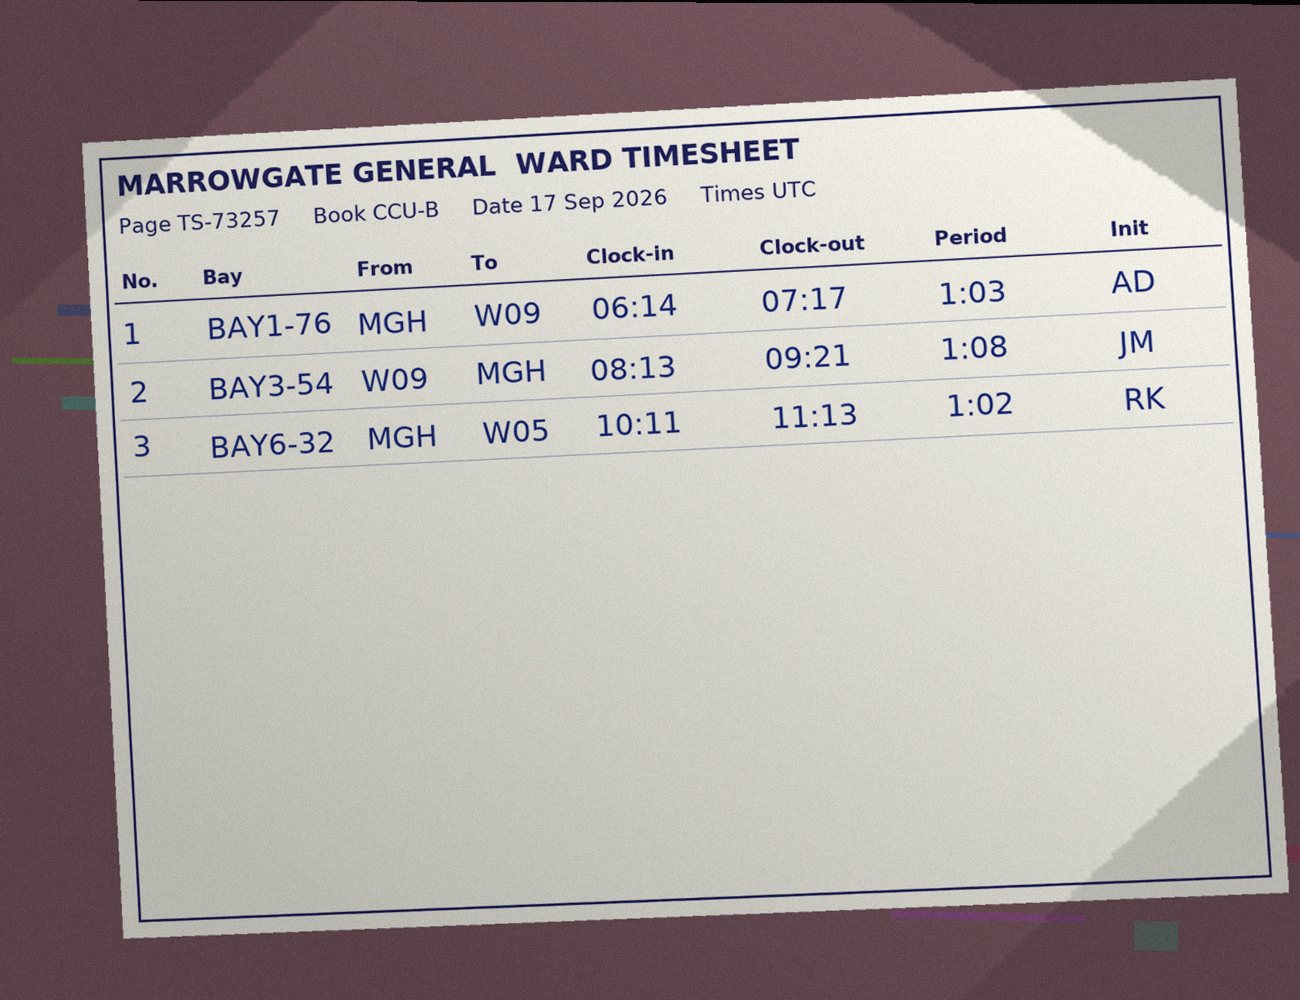 MARROWGATE GENERAL WARD TIMESHEET
Page TS-73257 Book CCU-B Date 17 Sep 2026 Times UTC
No. Bay From To Clock-in Clock-out Period Init
1 BAY1-76 MGH W09 06:14 07:17 1:03 AD
2 BAY3-54 W09 MGH 08:13 09:21 1:08 JM
3 BAY6-32 MGH W05 10:11 11:13 1:02 RK